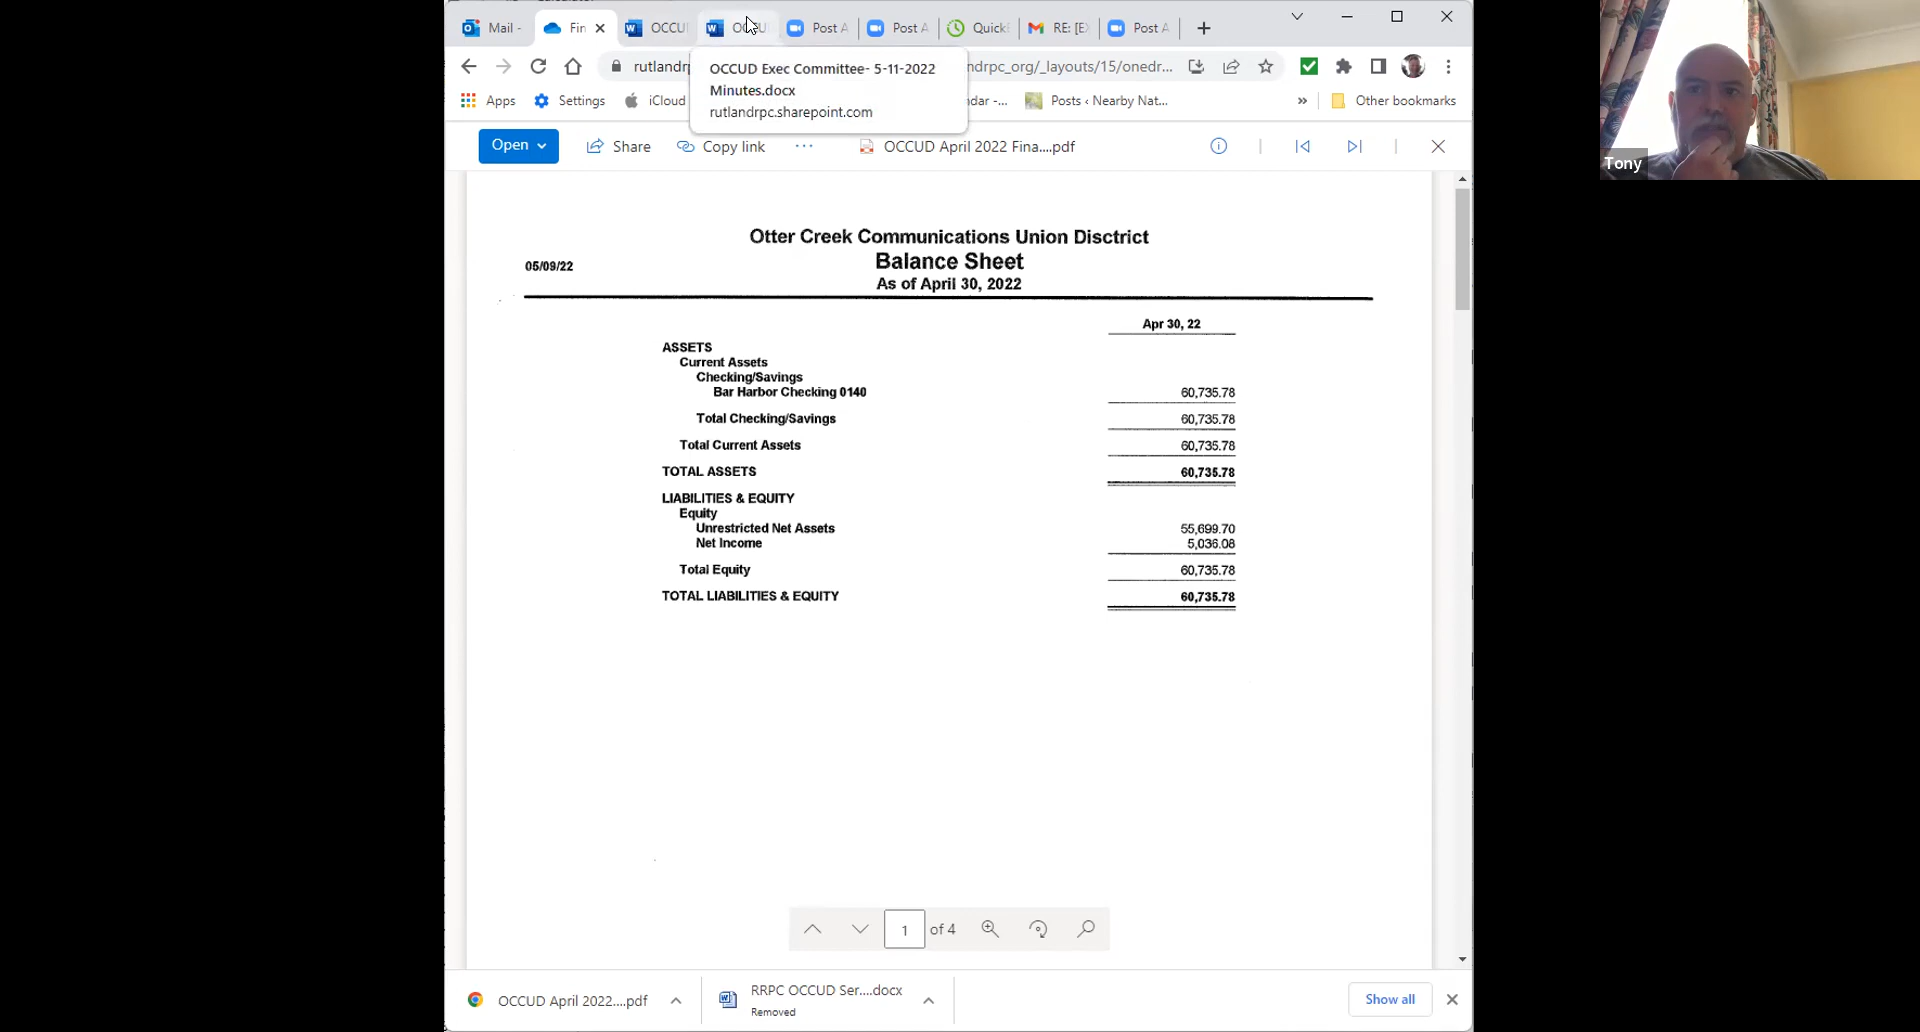 Mail -
Fin
OCCU
OCCU
Post A
Post A
Quick
RE: [E
Post A
rutlandr
ndrpc_org/_layouts/15/onedr...
OCCUD Exec Committee- 5-11-2022
Minutes.docx
rutlandrpc.sharepoint.com
Apps
Settings
iCloud
ndar -...
Posts ‹ Nearby Nat...
»
Other bookmarks
Open
Share
Copy link
...
OCCUD April 2022 Fina....pdf
Tony
Otter Creek Communications Union Disctrict
05/09/22
Balance Sheet
As of April 30, 2022
Apr 30, 22
ASSETS
Current Assets
Checking/Savings
Bar Harbor Checking 0140 60,735.78
Total Checking/Savings 60,735.78
Total Current Assets 60,735.78
TOTAL ASSETS 60,735.78
LIABILITIES & EQUITY
Equity
Unrestricted Net Assets 55,699.70
Net Income 5,036.08
Total Equity 60,735.78
TOTAL LIABILITIES & EQUITY 60,735.78
1 of 4
OCCUD April 2022....pdf
RRPC OCCUD Ser....docx
Removed
Show all